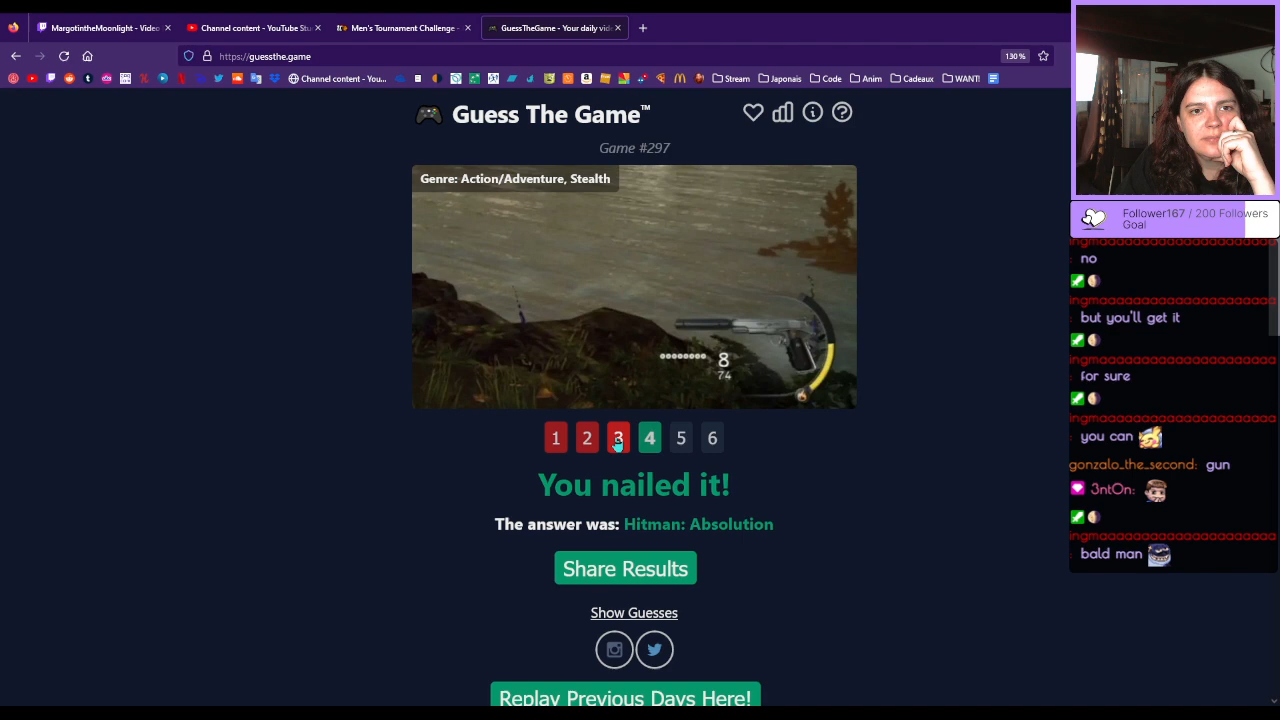 MargotintheMoonlight - Video
Channel content - YouTube Stu
Men's Tournament Challenge -
GuessTheGame - Your daily vid
https://guessthe.game
130%
Channel content - You...
Stream
Japonais
Code
Anim
Cadeaux
WANT!
Guess The Game™
Game #297
Genre: Action/Adventure, Stealth
8
74
1 2 3 4 5 6
You nailed it!
The answer was: Hitman: Absolution
Share Results
Show Guesses
Replay Previous Days Here!
Follower167 / 200 Followers
Goal
: no
: but you'll get it
: for sure
: you can
gonzalo_the_second: gun
3ntOn:
: bald man